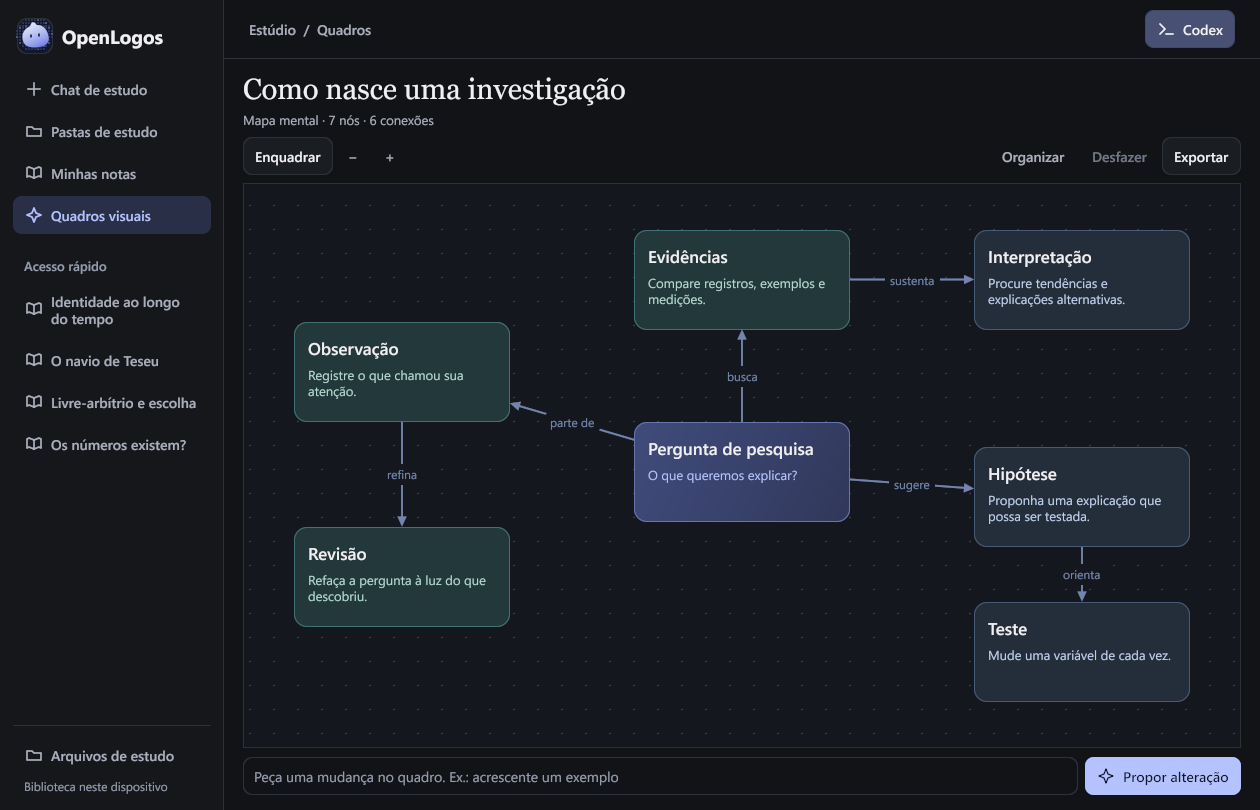 OpenLogos
Chat de estudo
Pastas de estudo
Minhas notas
Quadros visuais
Acesso rápido
Identidade ao longo
do tempo
O navio de Teseu
Livre-arbítrio e escolha
Os números existem?
Arquivos de estudo
Biblioteca neste dispositivo
Estúdio / Quadros
Codex
Como nasce uma investigação
Mapa mental · 7 nós · 6 conexões
Enquadrar − +
Organizar Desfazer Exportar
Evidências
Compare registros, exemplos e
medições.
sustenta
Interpretação
Procure tendências e
explicações alternativas.
Observação
Registre o que chamou sua
atenção.
busca
parte de
Pergunta de pesquisa
O que queremos explicar?
refina
sugere
Hipótese
Proponha uma explicação que
possa ser testada.
Revisão
Refaça a pergunta à luz do que
descobriu.
orienta
Teste
Mude uma variável de cada vez.
Peça uma mudança no quadro. Ex.: acrescente um exemplo
Propor alteração